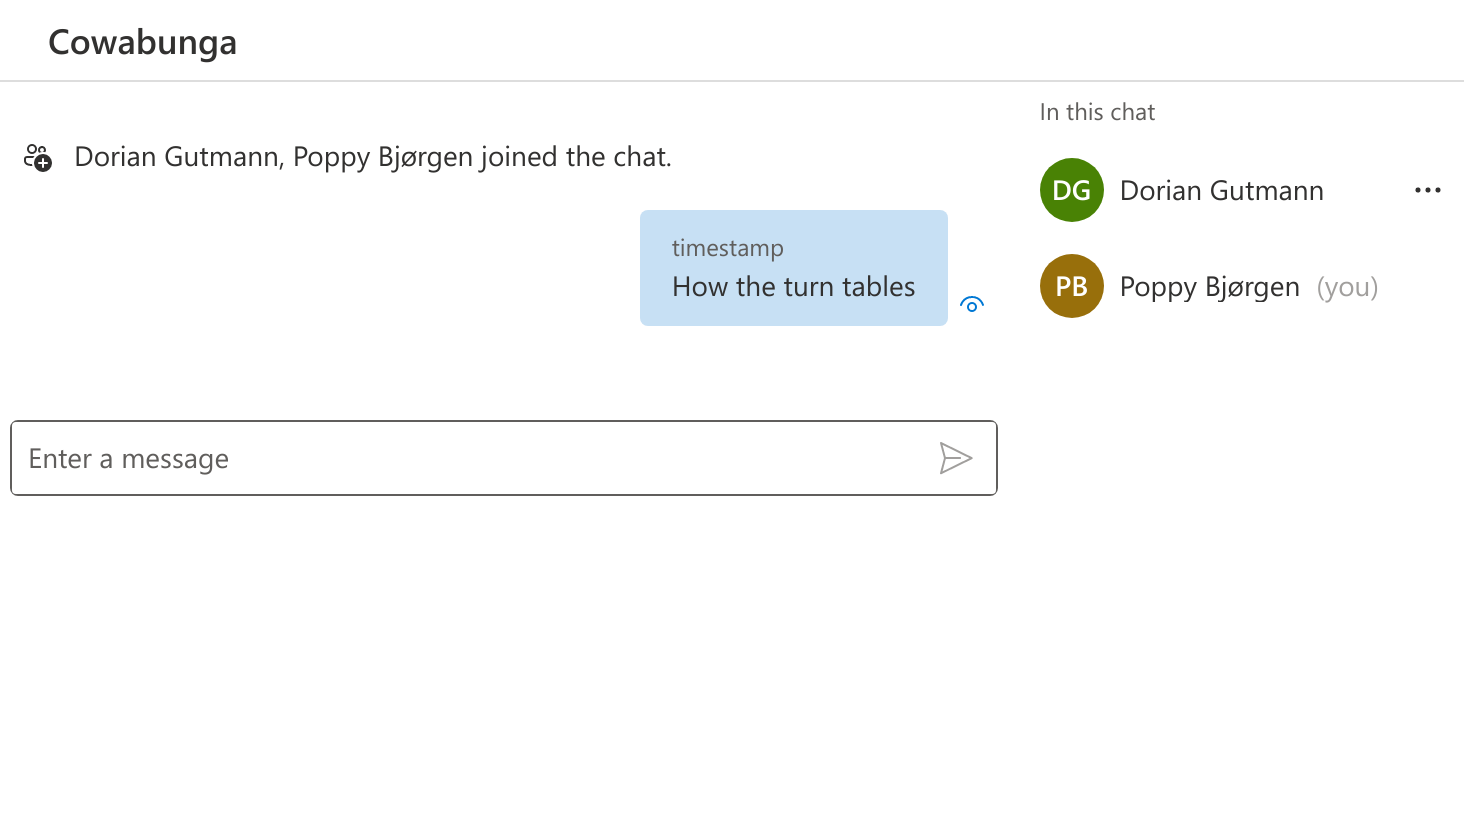 Cowabunga
Dorian Gutmann, Poppy Bjørgen joined the chat.
timestamp
How the turn tables
Enter a message
In this chat
DG Dorian Gutmann
PB Poppy Bjørgen (you)